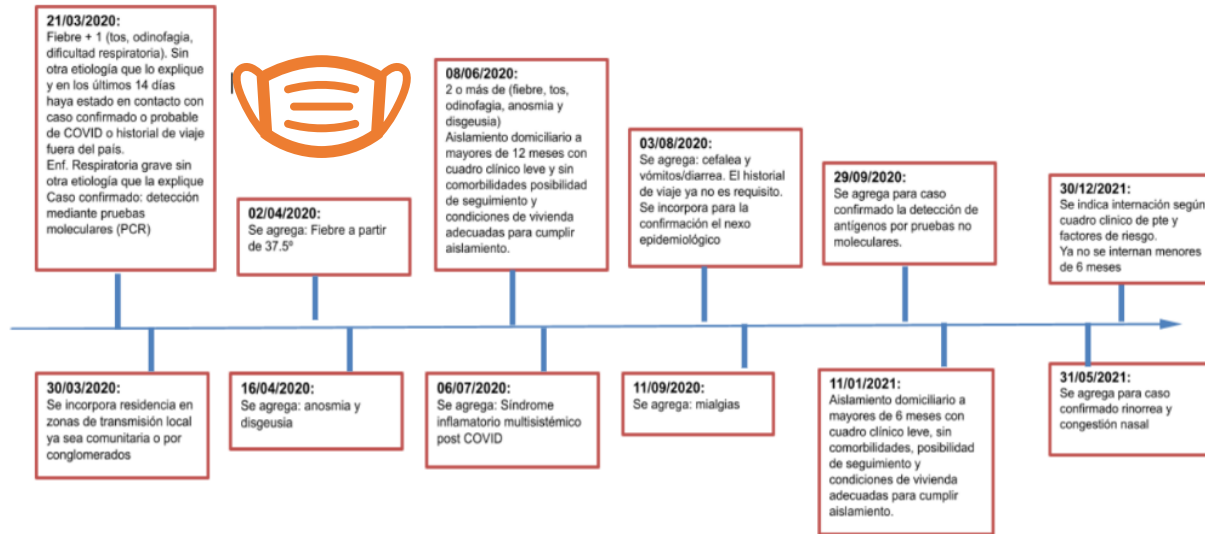 21/03/2020:
Fiebre + 1 (tos, odinofagia,
dificultad respiratoria). Sin
otra etiología que lo explique
y en los últimos 14 días
haya estado en contacto con
caso confirmado o probable
de COVID o historial de viaje
fuera del país.
Enf. Respiratoria grave sin
otra etiología que la explique
Caso confirmado: detección
mediante pruebas
moleculares (PCR)
02/04/2020:
Se agrega: Fiebre a partir
de 37.5º
08/06/2020:
2 o más de (fiebre, tos,
odinofagia, anosmia y
disgeusia)
Aislamiento domiciliario a
mayores de 12 meses con
cuadro clínico leve y sin
comorbilidades posibilidad
de seguimiento y
condiciones de vivienda
adecuadas para cumplir
aislamiento.
03/08/2020:
Se agrega: cefalea y
vómitos/diarrea. El historial
de viaje ya no es requisito.
Se incorpora para la
confirmación el nexo
epidemiológico
29/09/2020:
Se agrega para caso
confirmado la detección de
antígenos por pruebas no
moleculares.
30/12/2021:
Se indica internación según
cuadro clinico de pte y
factores de riesgo.
Ya no se internan menores
de 6 meses
30/03/2020:
Se incorpora residencia en
zonas de transmisión local
ya sea comunitaria o por
conglomerados
16/04/2020:
Se agrega: anosmia y
disgeusia
06/07/2020:
Se agrega: Síndrome
inflamatorio multisistémico
post COVID
11/09/2020:
Se agrega: mialgias
11/01/2021:
Aislamiento domiciliario a
mayores de 6 meses con
cuadro clínico leve, sin
comorbilidades, posibilidad
de seguimiento y
condiciones de vivienda
adecuadas para cumplir
aislamiento.
31/05/2021:
Se agrega para caso
confirmado rinorrea y
congestión nasal